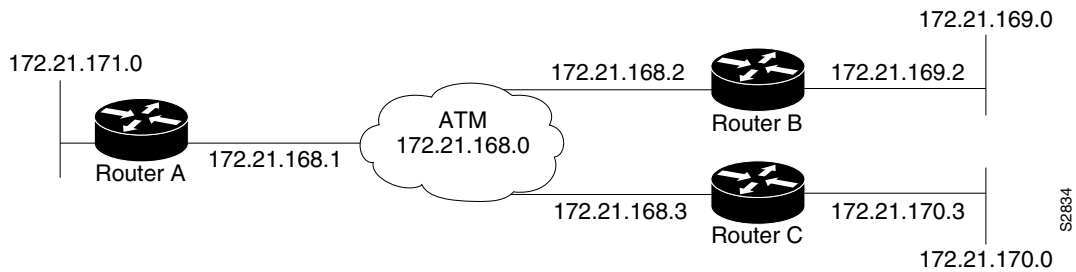 172.21.169.0
172.21.171.0
172.21.168.2
172.21.169.2
ATM
172.21.168.0
Router B
172.21.168.1
Router A
172.21.168.3
172.21.170.3
Router C
172.21.170.0
S2834